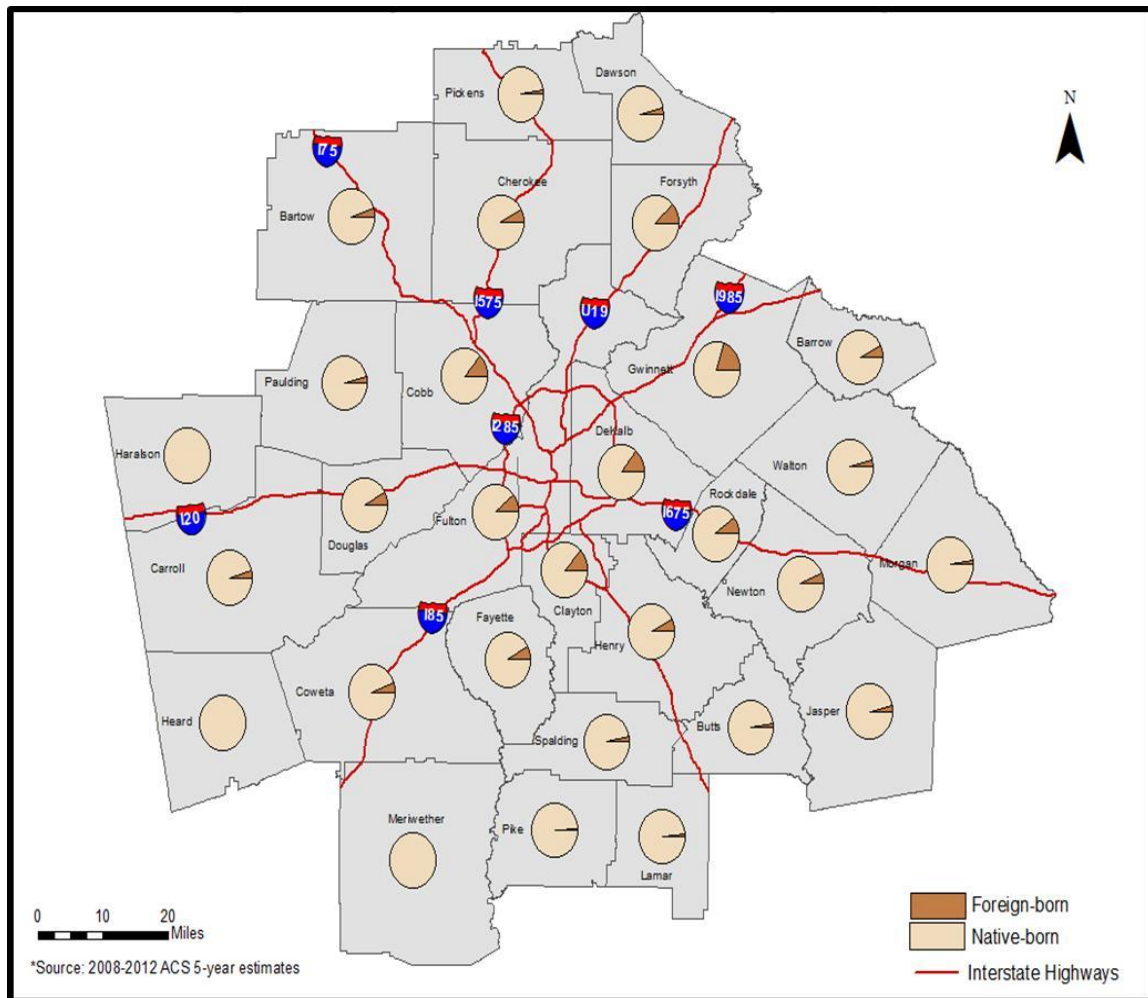 Dawson
Pickens
N
I75
Cherokee
Forsyth
Bartow
I575
U19
I985
Barrow
Gwinnett
Paulding
Cobb
I285
DeKalb
Haralson
Walton
Rockdale
I20
Fulton
I675
Douglas
Carroll
Morgan
Newton
Clayton
I85
Fayette
Henry
Coweta
Heard
Jasper
Butts
Spalding
Meriwether
Pike
Lamar
Foreign-born
Native-born
Interstate Highways
0 10 20
Miles
*Source: 2008-2012 ACS 5-year estimates